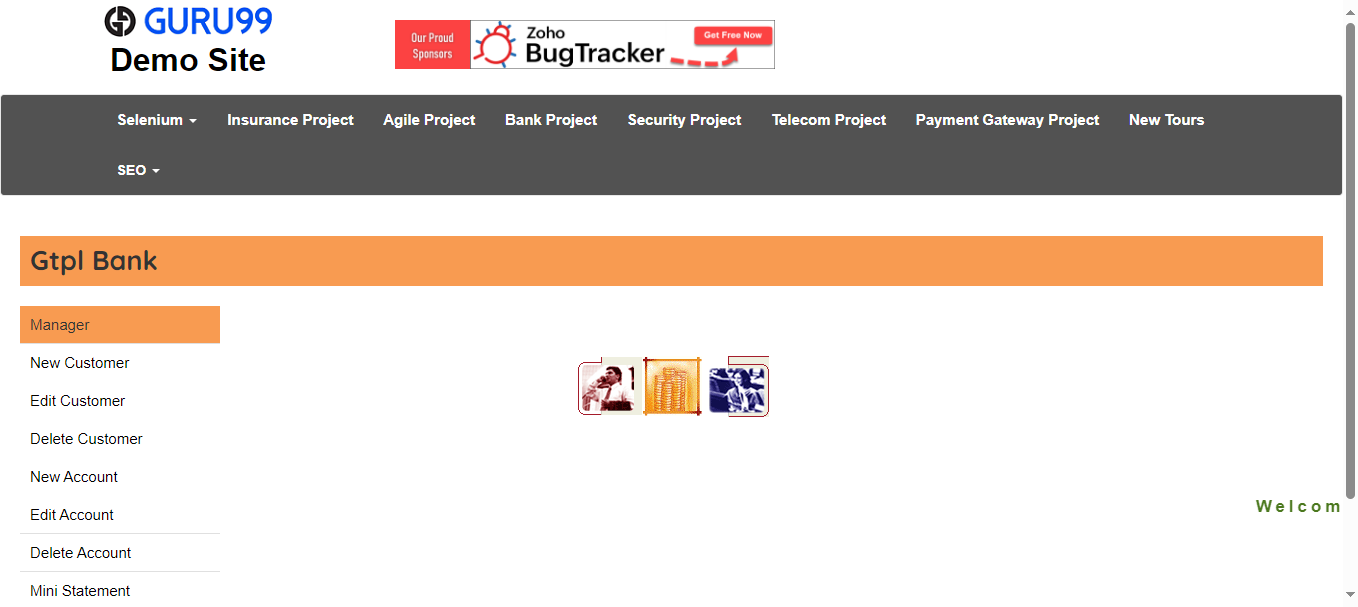 GURU99
Demo Site
Our Proud
Sponsors
Zoho
BugTracker
Get Free Now
Selenium
Insurance Project
Agile Project
Bank Project
Security Project
Telecom Project
Payment Gateway Project
New Tours
SEO
Gtpl Bank
Manager
New Customer
Edit Customer
Delete Customer
New Account
Edit Account
Welcom
Delete Account
Mini Statement